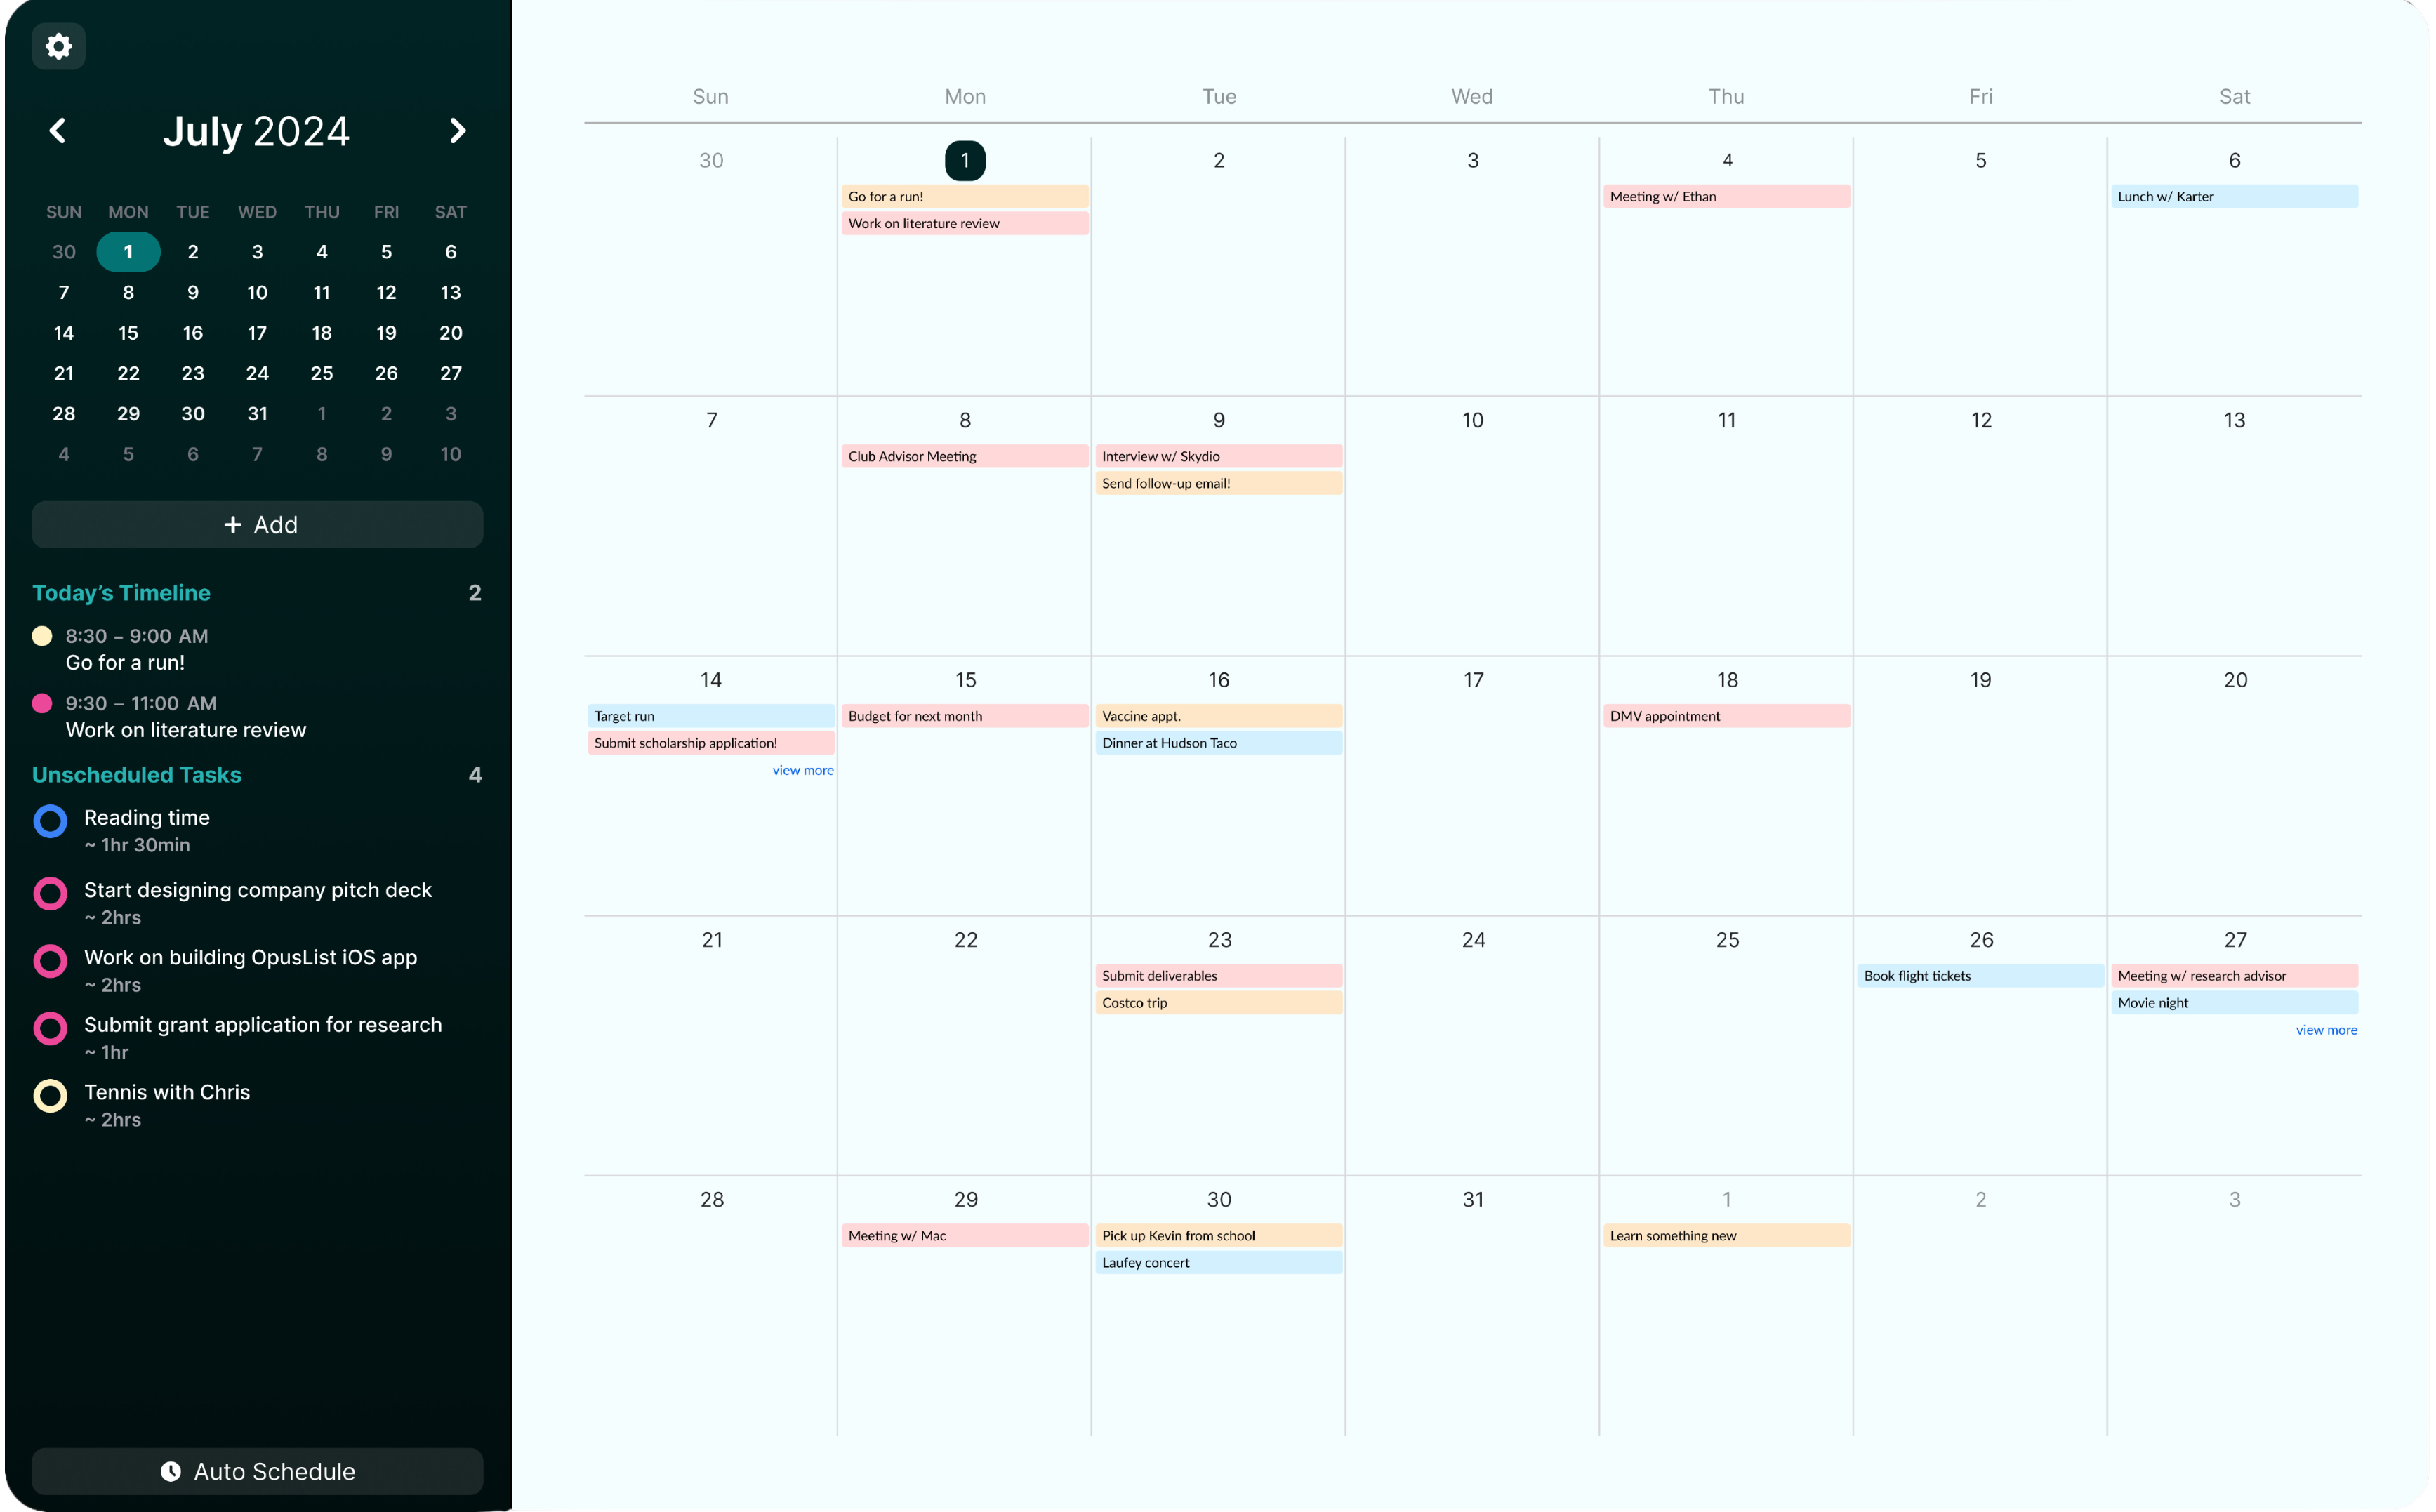 July 2024
SUN MON TUE WED THU FRI SAT
30 1 2 3 4 5 6
7 8 9 10 11 12 13
14 15 16 17 18 19 20
21 22 23 24 25 26 27
28 29 30 31 1 2 3
4 5 6 7 8 9 10
+ Add
Today’s Timeline 2
8:30 – 9:00 AM
Go for a run!
9:30 – 11:00 AM
Work on literature review
Unscheduled Tasks 4
Reading time
~ 1hr 30min
Start designing company pitch deck
~ 2hrs
Work on building OpusList iOS app
~ 2hrs
Submit grant application for research
~ 1hr
Tennis with Chris
~ 2hrs
Auto Schedule
Sun Mon Tue Wed Thu Fri Sat
30 1 2 3 4 5 6
Go for a run! Meeting w/ Ethan Lunch w/ Karter
Work on literature review
7 8 9 10 11 12 13
Club Advisor Meeting Interview w/ Skydio
Send follow-up email!
14 15 16 17 18 19 20
Target run Budget for next month Vaccine appt. DMV appointment
Submit scholarship application! Dinner at Hudson Taco
view more
21 22 23 24 25 26 27
Submit deliverables Book flight tickets Meeting w/ research advisor
Costco trip Movie night
view more
28 29 30 31 1 2 3
Meeting w/ Mac Pick up Kevin from school Learn something new
Laufey concert